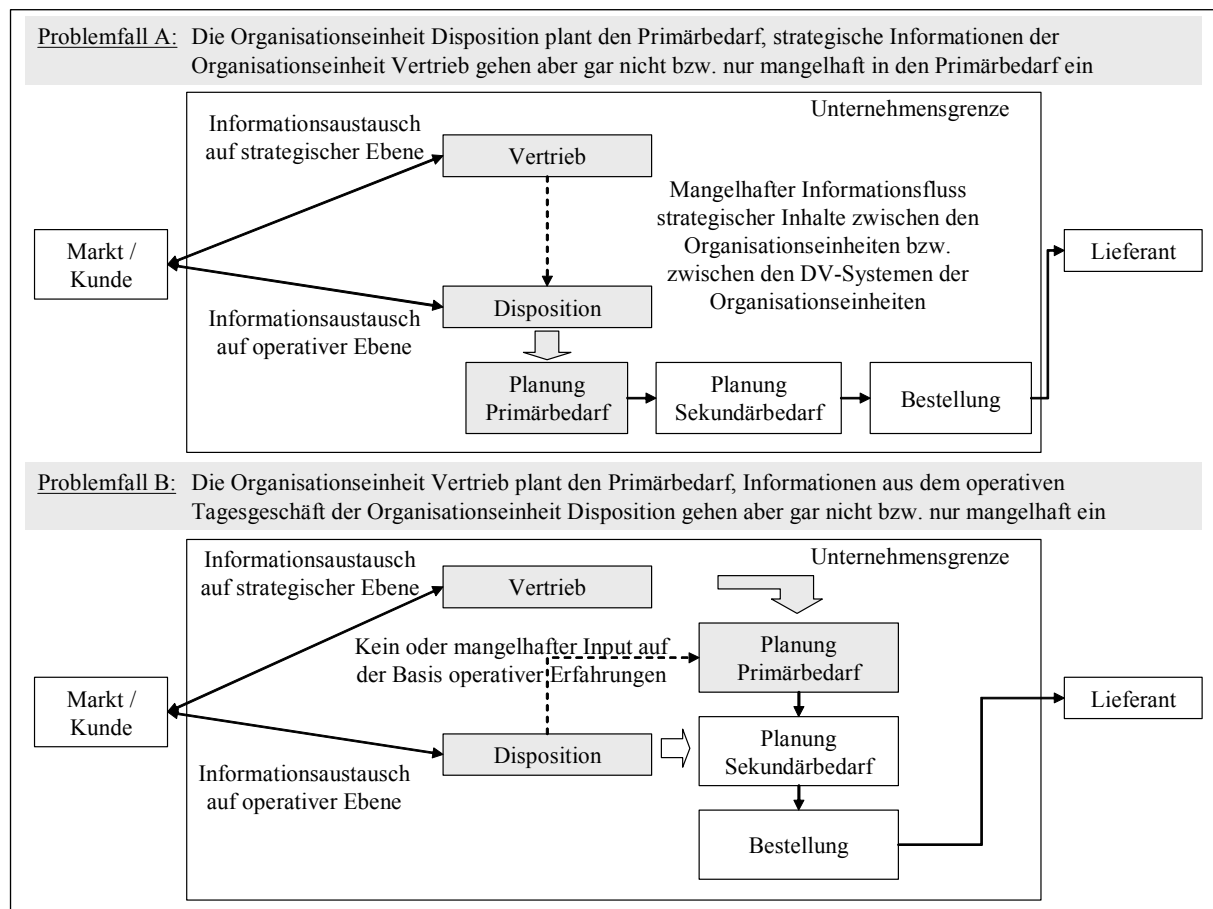 Problemfall A: Die Organisationseinheit Disposition plant den Primärbedarf, strategische Informationen der
Organisationseinheit Vertrieb gehen aber gar nicht bzw. nur mangelhaft in den Primärbedarf ein
Unternehmensgrenze
Informationsaustausch
auf strategischer Ebene
Vertrieb
Mangelhafter Informationsfluss
strategischer Inhalte zwischen den
Organisationseinheiten bzw.
zwischen den DV-Systemen der
Organisationseinheiten
Markt /
Kunde
Lieferant
Disposition
Informationsaustausch
auf operativer Ebene
Planung
Primärbedarf
Planung
Sekundärbedarf
Bestellung
Problemfall B: Die Organisationseinheit Vertrieb plant den Primärbedarf, Informationen aus dem operativen
Tagesgeschäft der Organisationseinheit Disposition gehen aber gar nicht bzw. nur mangelhaft ein
Unternehmensgrenze
Informationsaustausch
auf strategischer Ebene
Vertrieb
Kein oder mangelhafter Input auf
der Basis operativer Erfahrungen
Planung
Primärbedarf
Markt /
Kunde
Lieferant
Disposition
Planung
Sekundärbedarf
Informationsaustausch
auf operativer Ebene
Bestellung